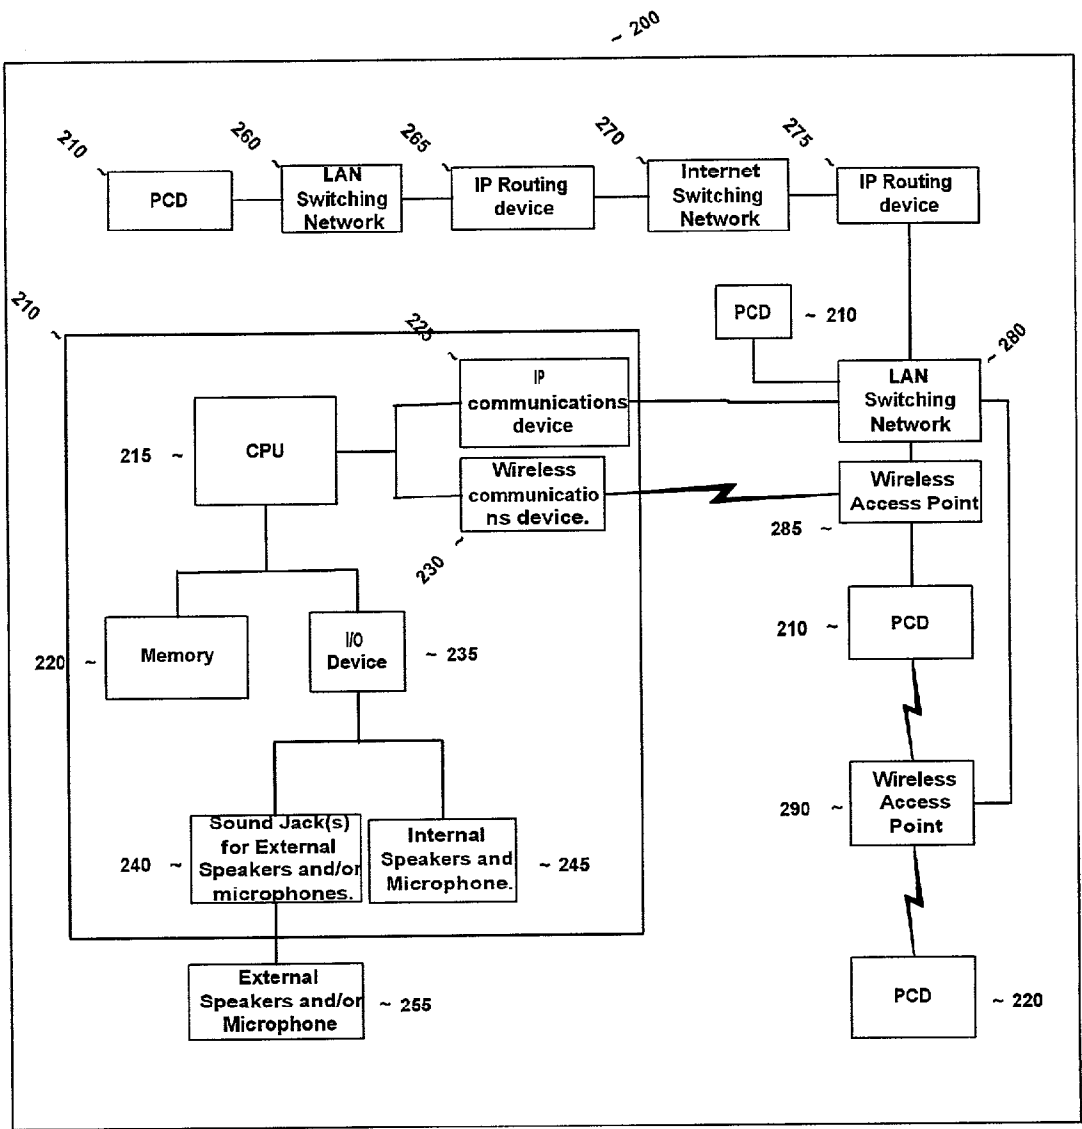 ~ 200
210 ~
260 ~
265 ~
270 ~
275 ~
PCD
LAN
Switching
Network
IP Routing
device
Internet
Switching
Network
IP Routing
device
210 ~
225 ~
PCD
~ 210
~ 280
IP
communications
device
LAN
Switching
Network
215 ~
CPU
Wireless
communicatio
ns device.
Wireless
Access Point
230 ~
285 ~
220 ~
Memory
I/O
Device
~ 235
210 ~
PCD
240 ~
Sound Jack(s)
for External
Speakers and/or
microphones.
Internal
Speakers and
Microphone.
~ 245
290 ~
Wireless
Access
Point
External
Speakers and/or
Microphone
~ 255
PCD
~ 220